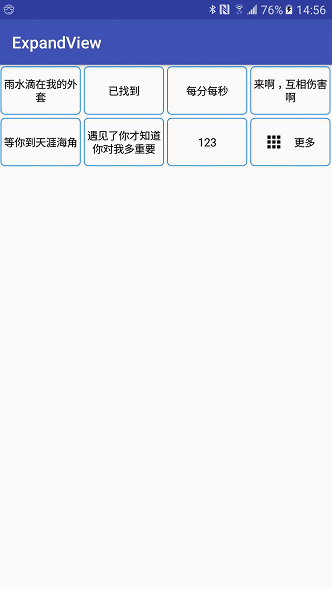 76% 14:56
ExpandView
雨水滴在我的外
套
已找到
每分每秒
来啊，互相伤害
啊
等你到天涯海角
遇见了你才知道
你对我多重要
123
更多